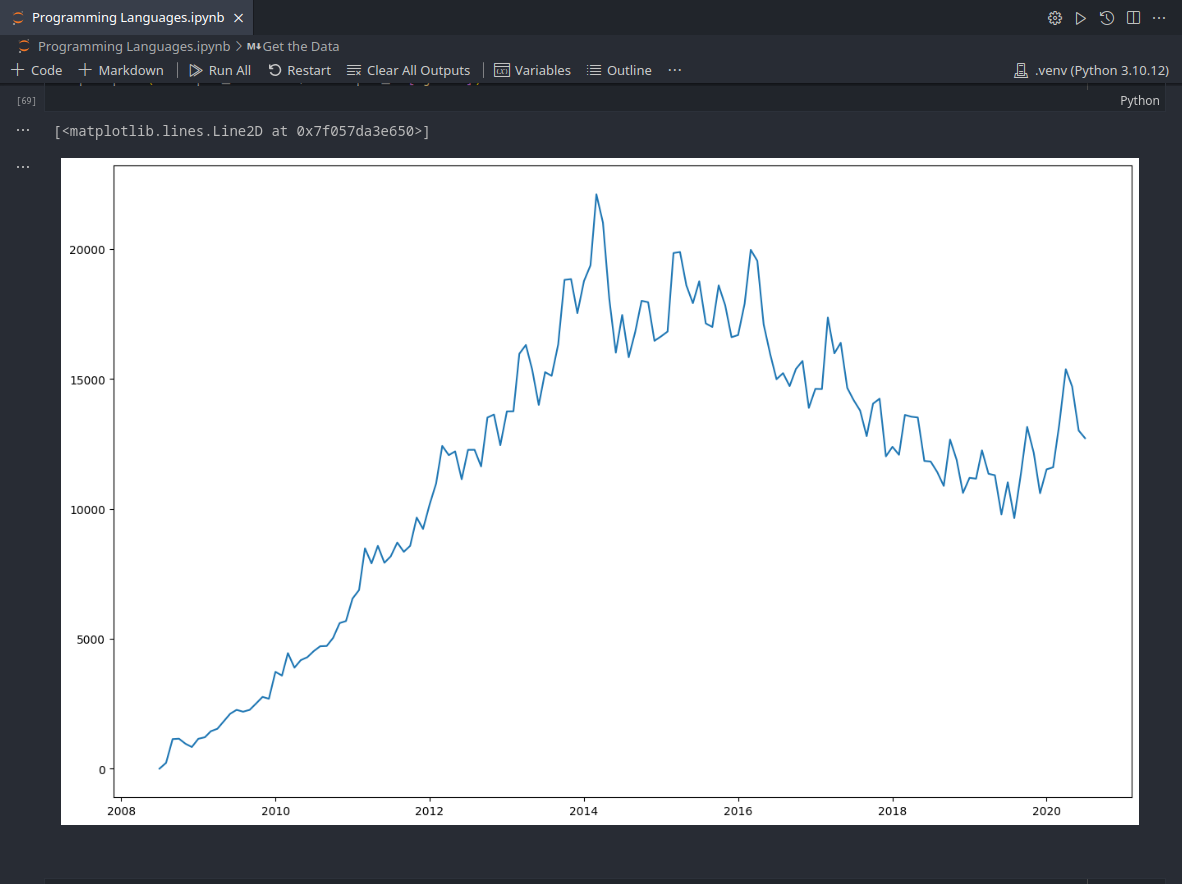 Programming Languages.ipynb
Programming Languages.ipynb > M↓Get the Data
Code Markdown Run All Restart Clear All Outputs Variables Outline ... .venv (Python 3.10.12)
[69]
Python
[<matplotlib.lines.Line2D at 0x7f057da3e650>]
20000
15000
10000
5000
0
2008 2010 2012 2014 2016 2018 2020